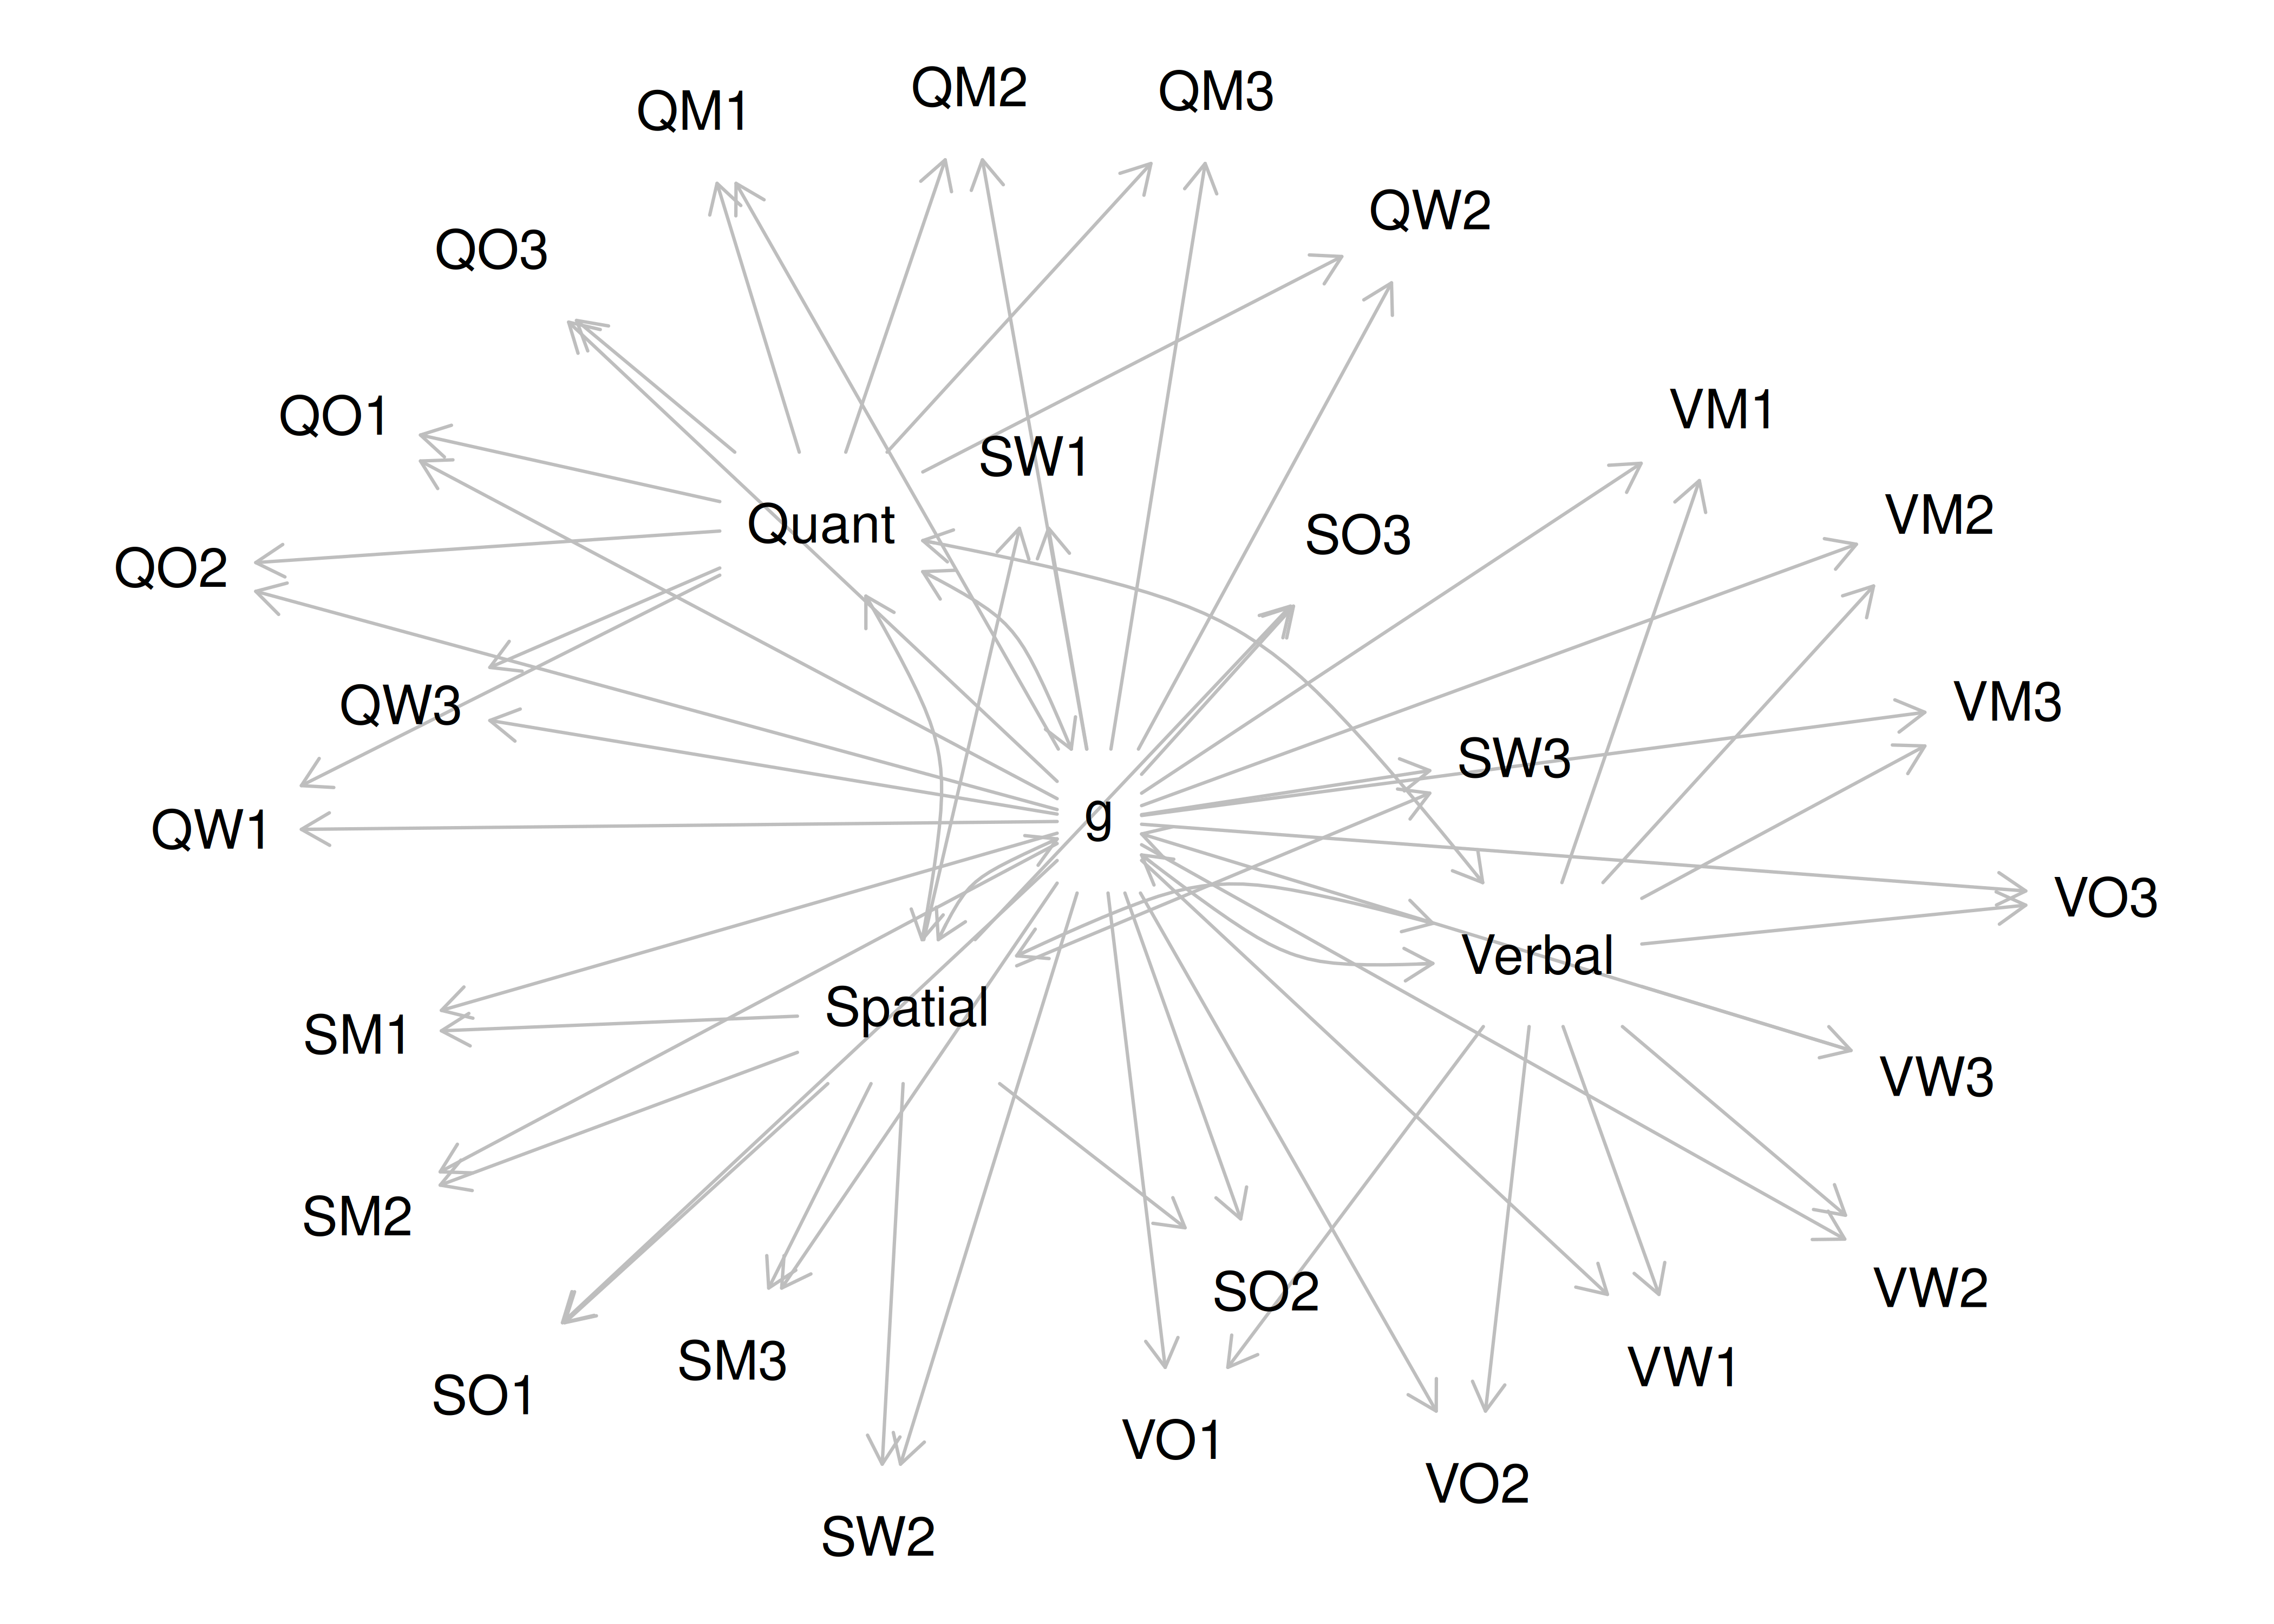 QM2
QM3
QM1
QW2
QO3
VM1
QO1
SW1
VM2
Quant
SO3
QO2
VM3
QW3
SW3
g
QW1
VO3
Verbal
Spatial
SM1
VW3
SM2
VW2
SO2
SM3
VW1
SO1
VO1
VO2
SW2